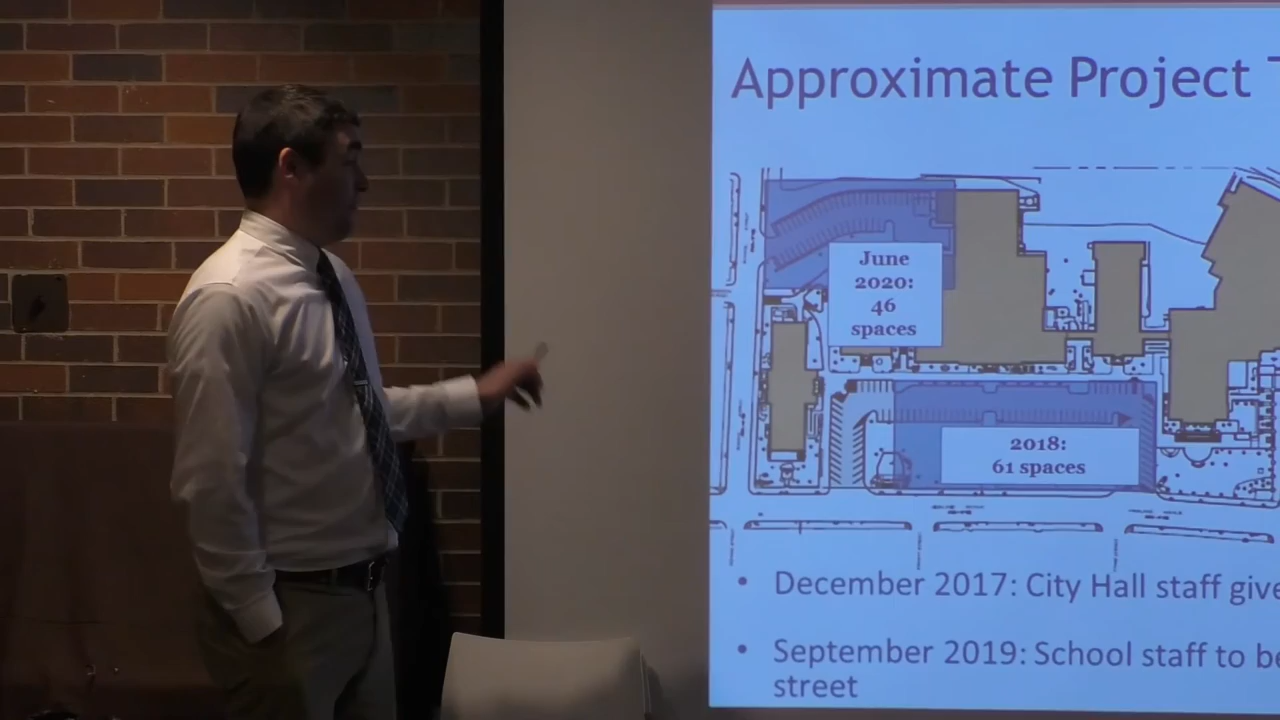 Approximate Project
June
2020:
46
spaces
2018:
61 spaces
• December 2017: City Hall staff give
• September 2019: School staff to be
street